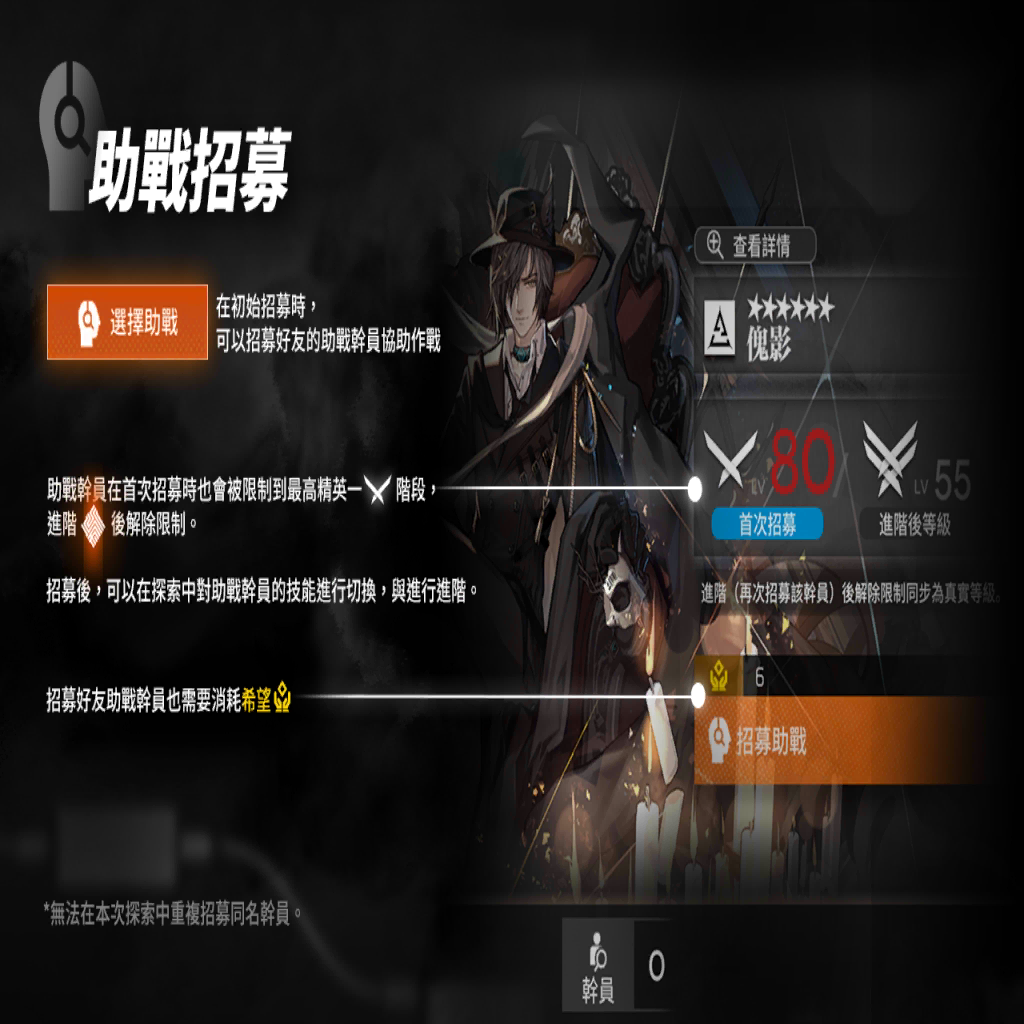 助戰招募
選擇助戰
在初始招募時，
可以招募好友的助戰幹員協助作戰
助戰幹員在首次招募時也會被限制到最高精英一 階段，
進階 後解除限制。
招募後，可以在探索中對助戰幹員的技能進行切換，與進行進階。
招募好友助戰幹員也需要消耗希望
*無法在本次探索中重複招募同名幹員。
查看詳情
★★★★★★
傀影
LV 80/
LV 55
首次招募
進階後等級
進階（再次招募該幹員）後解除限制同步為真實等級。
6
招募助戰
幹員
0